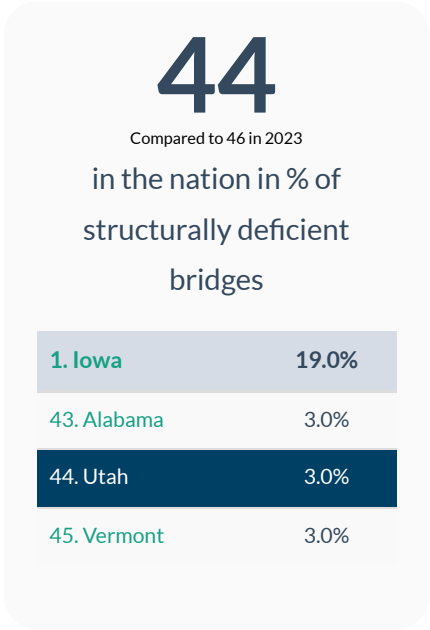 44
Compared to 46 in 2023
in the nation in % of
structurally deficient
bridges
1. Iowa 19.0%
43. Alabama 3.0%
44. Utah 3.0%
45. Vermont 3.0%